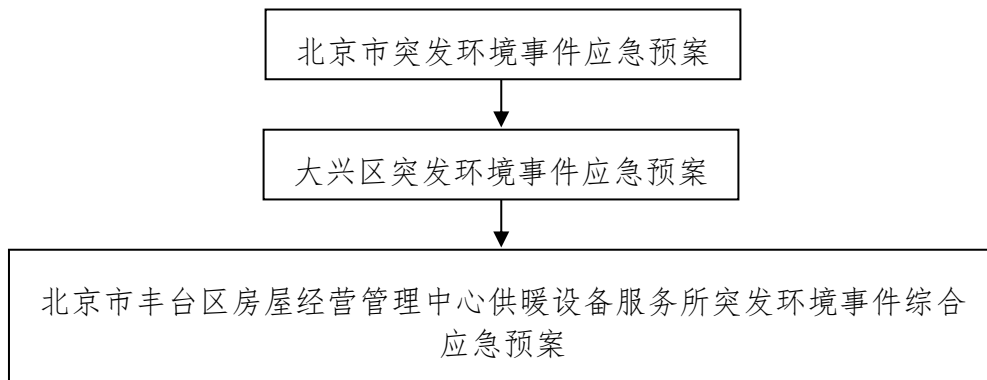 北京市突发环境事件应急预案
大兴区突发环境事件应急预案
北京市丰台区房屋经营管理中心供暖设备服务所突发环境事件综合
应急预案